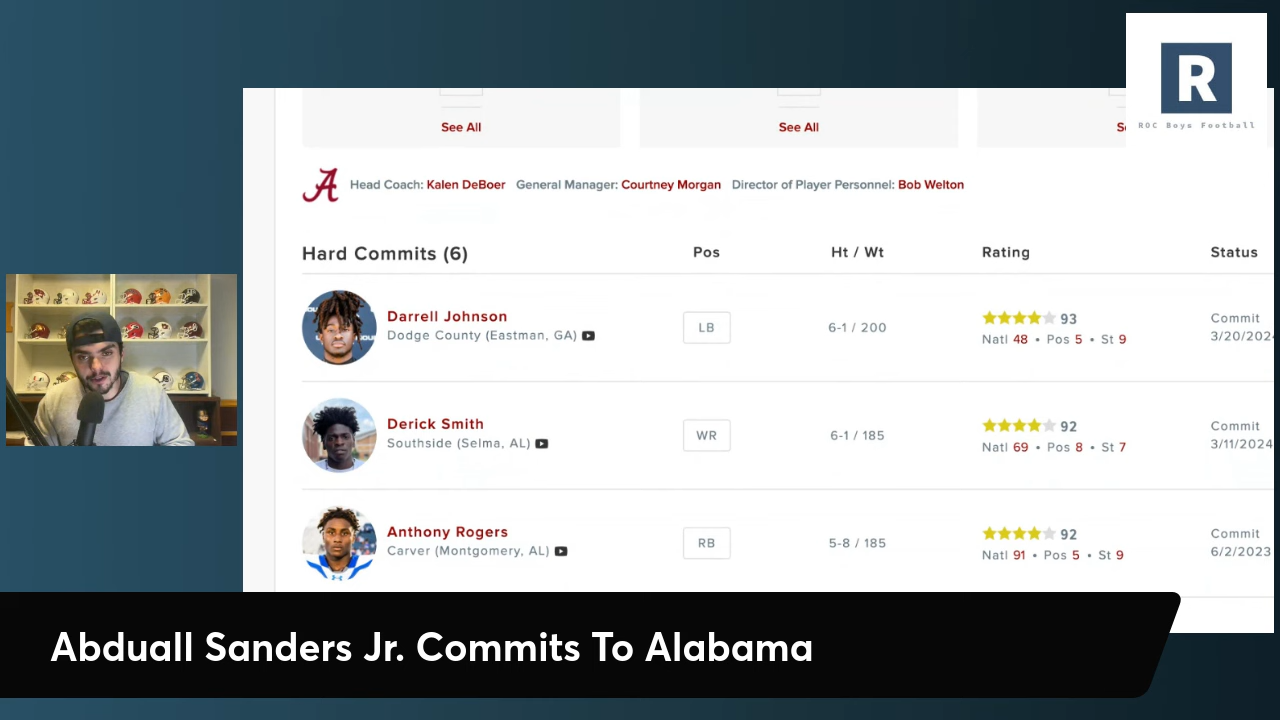 R
ROC Boys Football
See All
See All
Head Coach: Kalen DeBoer General Manager: Courtney Morgan Director of Player Personnel: Bob Welton
Hard Commits (6) Pos Ht / Wt Rating Status
Darrell Johnson
Dodge County (Eastman, GA)
LB
6-1 / 200
93
Natl 48 • Pos 5 • St 9
Commit
3/20/202
Derick Smith
Southside (Selma, AL)
WR
6-1 / 185
92
Natl 69 • Pos 8 • St 7
Commit
3/11/2024
Anthony Rogers
Carver (Montgomery, AL)
RB
5-8 / 185
92
Natl 91 • Pos 5 • St 9
Commit
6/2/2023
Abduall Sanders Jr. Commits To Alabama